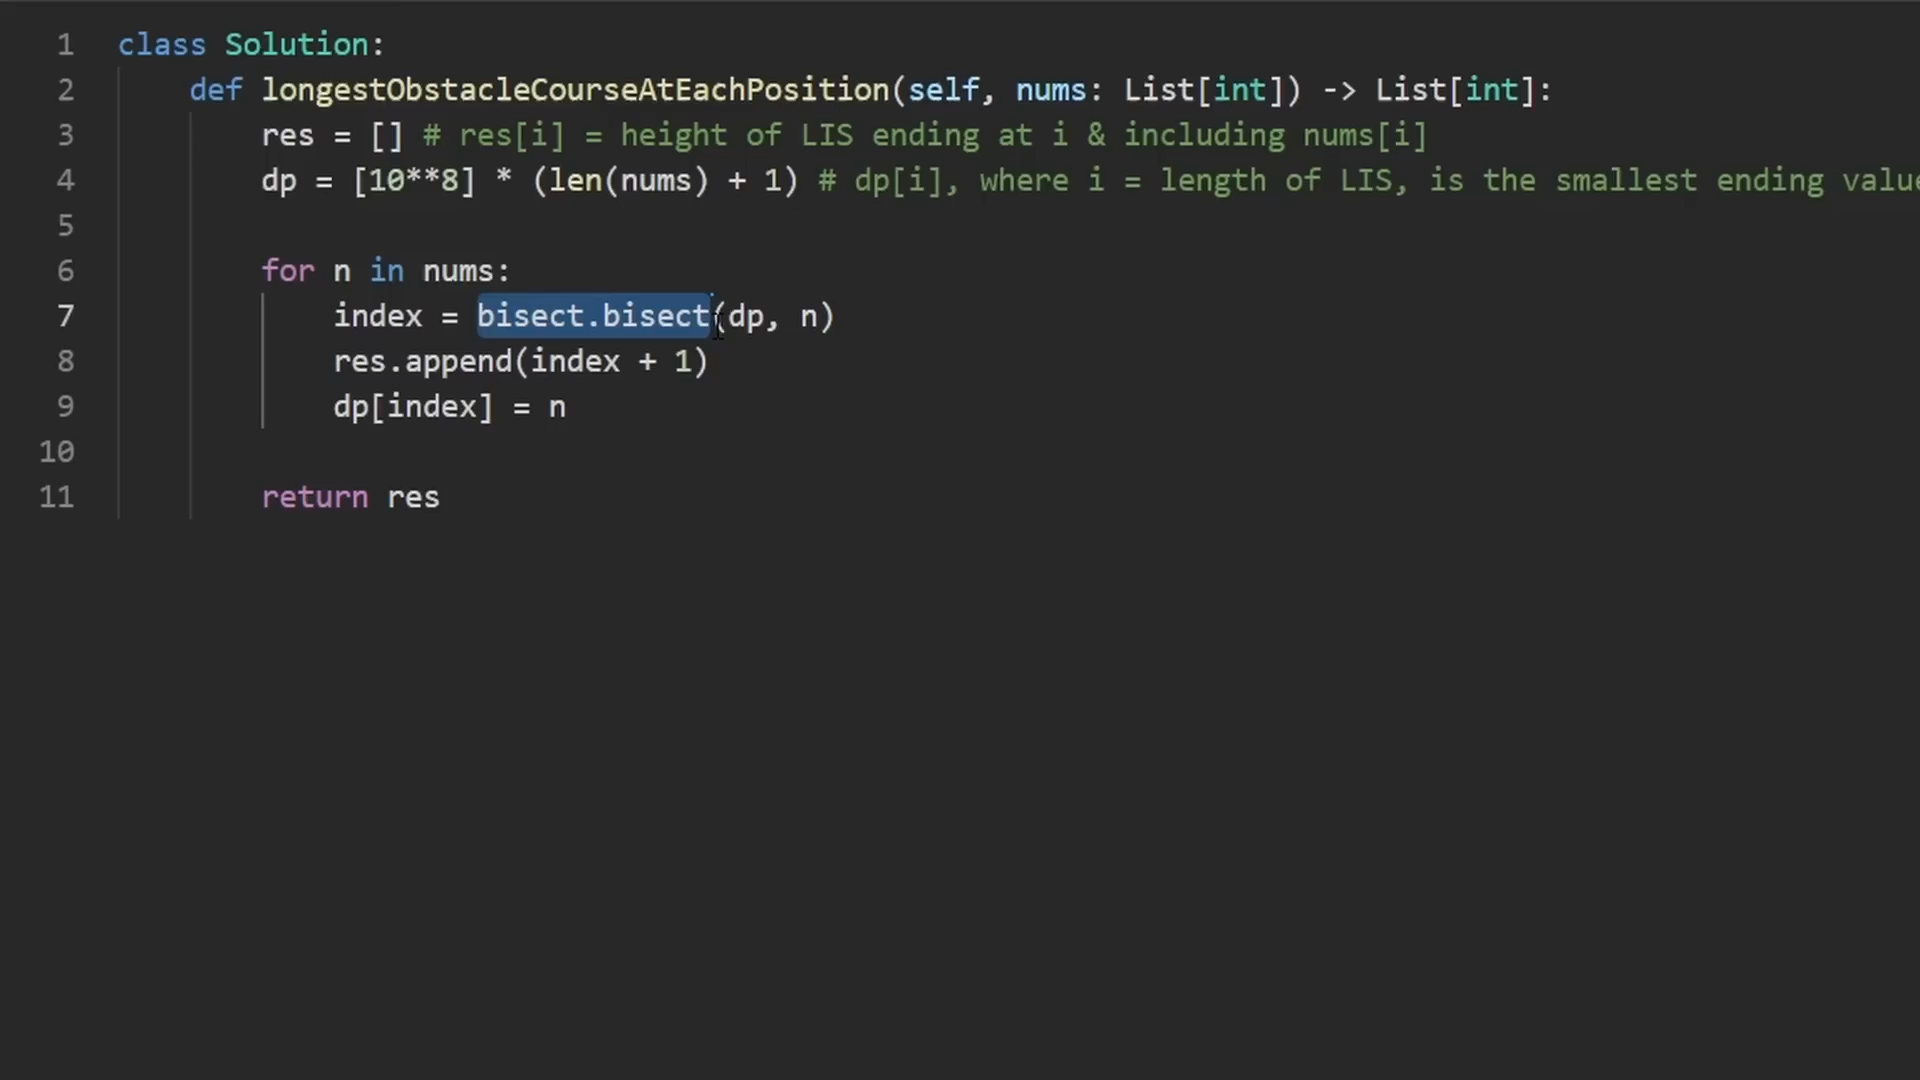 1 class Solution:
2 def longestObstacleCourseAtEachPosition(self, nums: List[int]) -> List[int]:
3 res = [] # res[i] = height of LIS ending at i & including nums[i]
4 dp = [10**8] * (len(nums) + 1) # dp[i], where i = length of LIS, is the smallest ending value
5
6 for n in nums:
7 index = bisect.bisect(dp, n)
8 res.append(index + 1)
9 dp[index] = n
10
11 return res